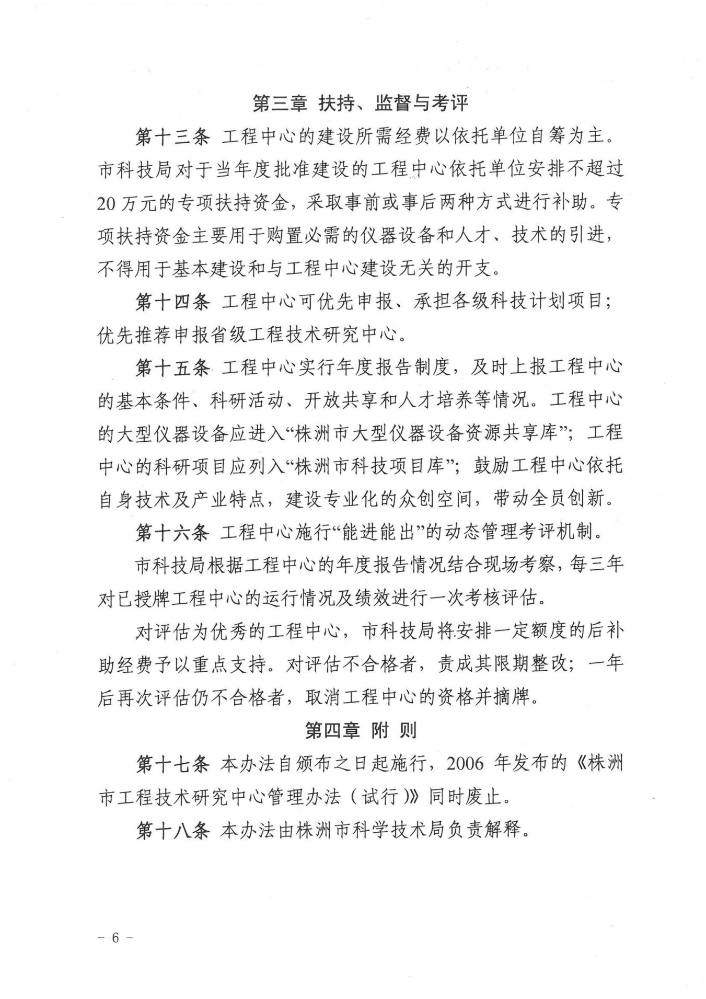 第三章 扶持、监督与考评
第十三条 工程中心的建设所需经费以依托单位自筹为主。
市科技局对于当年度批准建设的工程中心依托单位安排不超过
20 万元的专项扶持资金，采取事前或事后两种方式进行补助。专
项扶持资金主要用于购置必需的仪器设备和人才、技术的引进，
不得用于基本建设和与工程中心建设无关的开支。
第十四条 工程中心可优先申报、承担各级科技计划项目；
优先推荐申报省级工程技术研究中心。
第十五条 工程中心实行年度报告制度，及时上报工程中心
的基本条件、科研活动、开放共享和人才培养等情况。工程中心
的大型仪器设备应进入“株洲市大型仪器设备资源共享库”；工程
中心的科研项目应列入“株洲市科技项目库”；鼓励工程中心依托
自身技术及产业特点，建设专业化的众创空间，带动全员创新。
第十六条 工程中心施行“能进能出”的动态管理考评机制。
市科技局根据工程中心的年度报告情况结合现场考察，每三年
对已授牌工程中心的运行情况及绩效进行一次考核评估。
对评估为优秀的工程中心，市科技局将安排一定额度的后补
助经费予以重点支持。对评估不合格者，责成其限期整改；一年
后再次评估仍不合格者，取消工程中心的资格并摘牌。
第四章 附 则
第十七条 本办法自颁布之日起施行，2006 年发布的《株洲
市工程技术研究中心管理办法（试行）》同时废止。
第十八条 本办法由株洲市科学技术局负责解释。
- 6 -